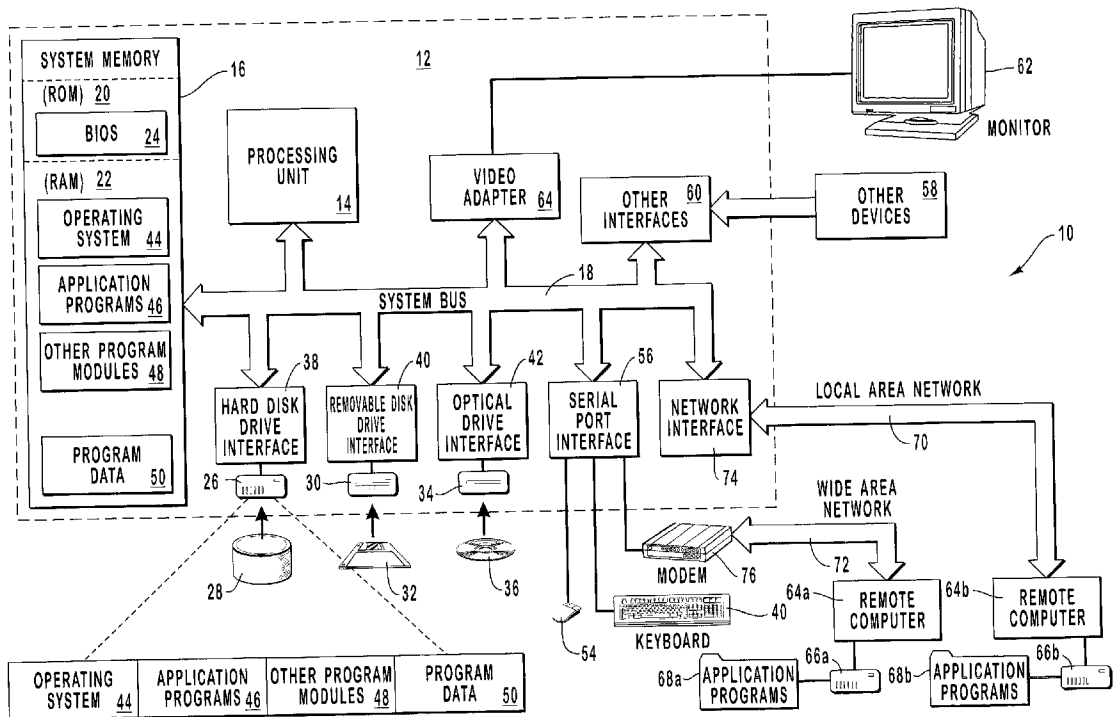 SYSTEM MEMORY
(ROM) 20
BIOS
24
(RAM) 22
OPERATING
SYSTEM 44
APPLICATION
PROGRAMS 46
OTHER PROGRAM
MODULES 48
PROGRAM
DATA 50
16
12
PROCESSING
UNIT
14
VIDEO
ADAPTER 64
62
MONITOR
OTHER 60
INTERFACES
OTHER 58
DEVICES
10
18
SYSTEM BUS
38
HARD DISK
DRIVE
INTERFACE
40
REMOVABLE DISK
DRIVE
INTERFACE
42
OPTICAL
DRIVE
INTERFACE
56
SERIAL
PORT
INTERFACE
NETWORK
INTERFACE
74
LOCAL AREA NETWORK
70
26
30
34
28
32
36
WIDE AREA
NETWORK
72
MODEM
76
54
KEYBOARD
40
64a
REMOTE
COMPUTER
64b
REMOTE
COMPUTER
66a
68a
APPLICATION
PROGRAMS
66b
68b
APPLICATION
PROGRAMS
OPERATING
SYSTEM 44
APPLICATION
PROGRAMS 46
OTHER PROGRAM
MODULES 48
PROGRAM
DATA 50